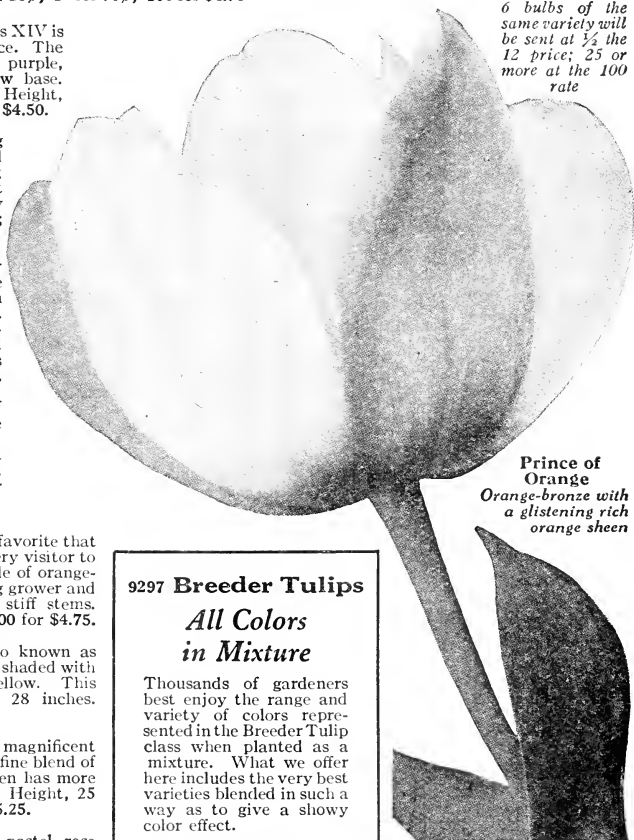 6 bulbs of the
same variety will
be sent at ½ the
12 price; 25 or
more at the 100
rate
s XIV is
ce. The
purple,
w base.
Height,
$4.50.
Prince of
Orange
Orange-bronze with
a glistening rich
orange sheen
favorite that
ery visitor to
le of orange-
g grower and
stiff stems.
00 for $4.75.
o known as
shaded with
ellow. This
28 inches.
magnificent
fine blend of
en has more
Height, 25
5.25.
9297 Breeder Tulips
All Colors
in Mixture
Thousands of gardeners
best enjoy the range and
variety of colors repre-
sented in the Breeder Tulip
class when planted as a
mixture. What we offer
here includes the very best
varieties blended in such a
way as to give a showy
color effect.